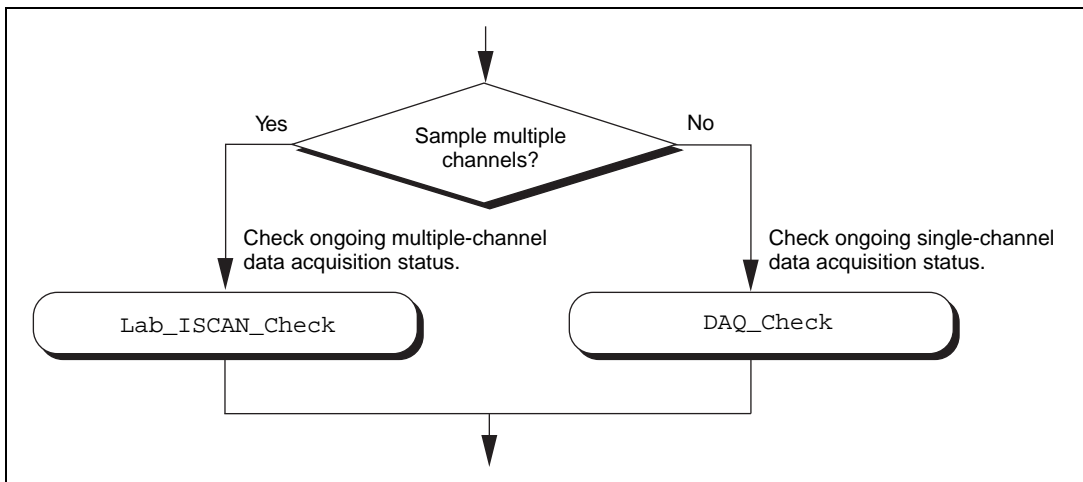 Yes
Sample multiple
channels?
No
Check ongoing multiple-channel
data acquisition status.
Check ongoing single-channel
data acquisition status.
Lab_ISCAN_Check
DAQ_Check